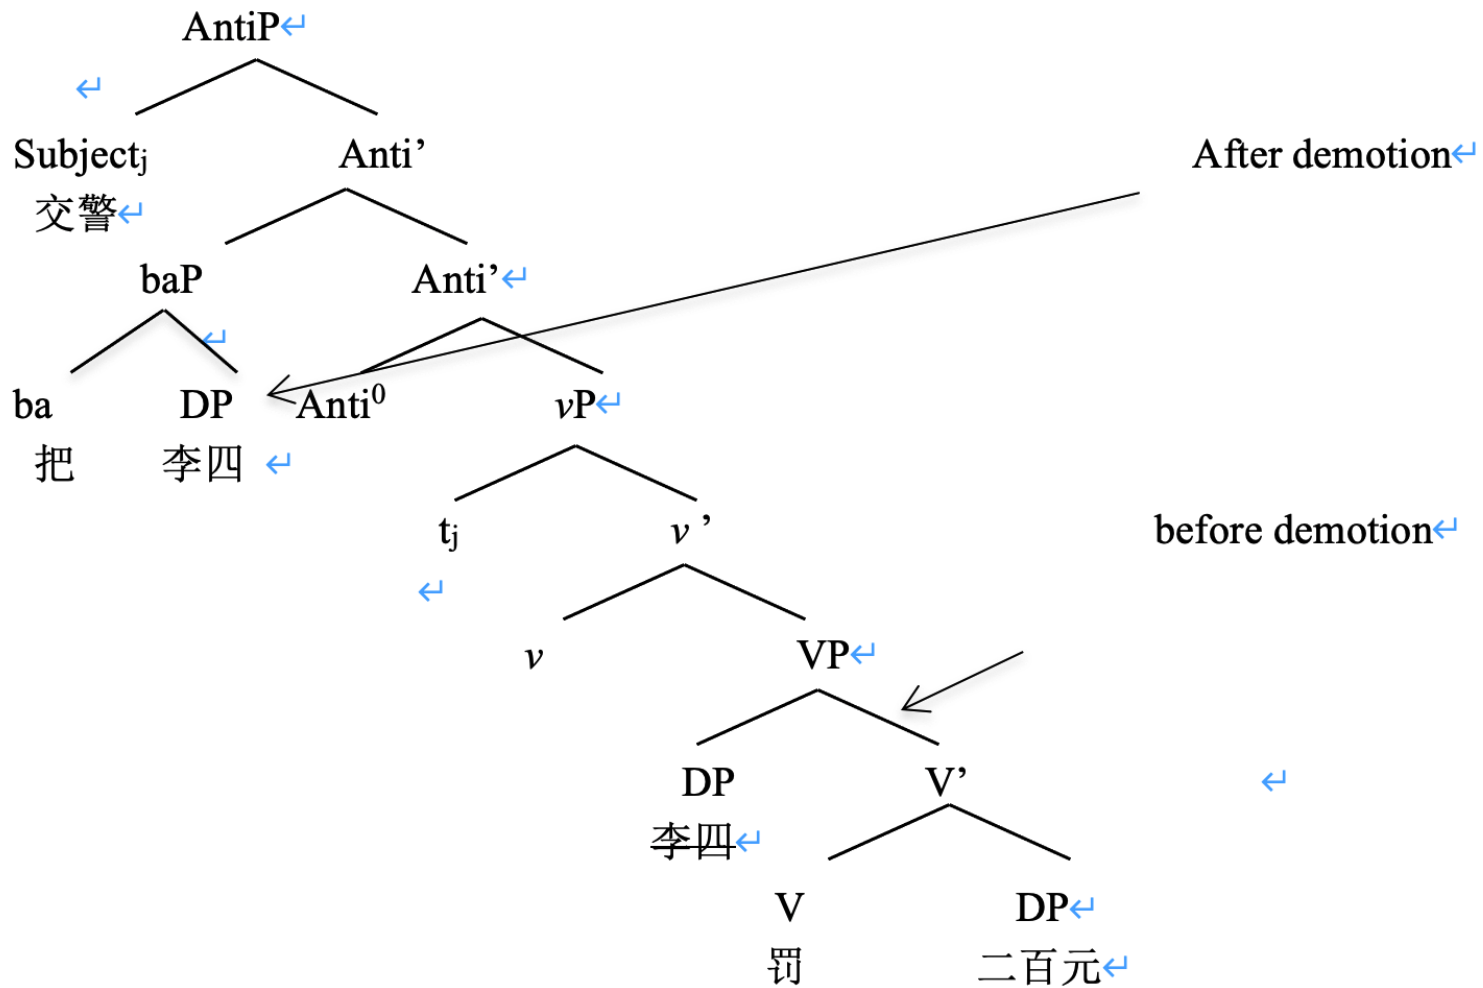 AntiP
Subjectj Anti’ After demotion
交警
baP Anti’
ba DP Anti0 vP
把 李四
tj v ’ before demotion
v VP
DP V’
李四
V DP
罚 二百元